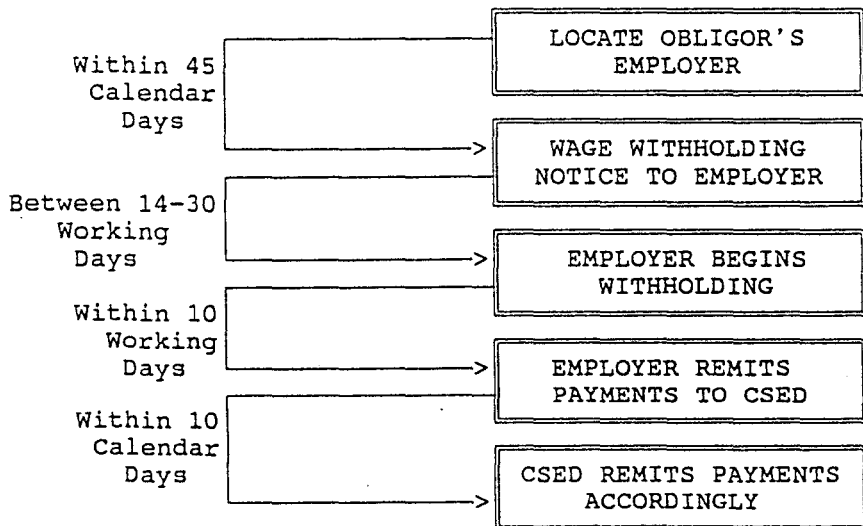 LOCATE OBLIGOR'S
EMPLOYER
Within 45
Calendar
Days
WAGE WITHHOLDING
NOTICE TO EMPLOYER
Between 14-30
Working
Days
EMPLOYER BEGINS
WITHHOLDING
Within 10
Working
Days
EMPLOYER REMITS
PAYMENTS TO CSED
Within 10
Calendar
Days
CSED REMITS PAYMENTS
ACCORDINGLY